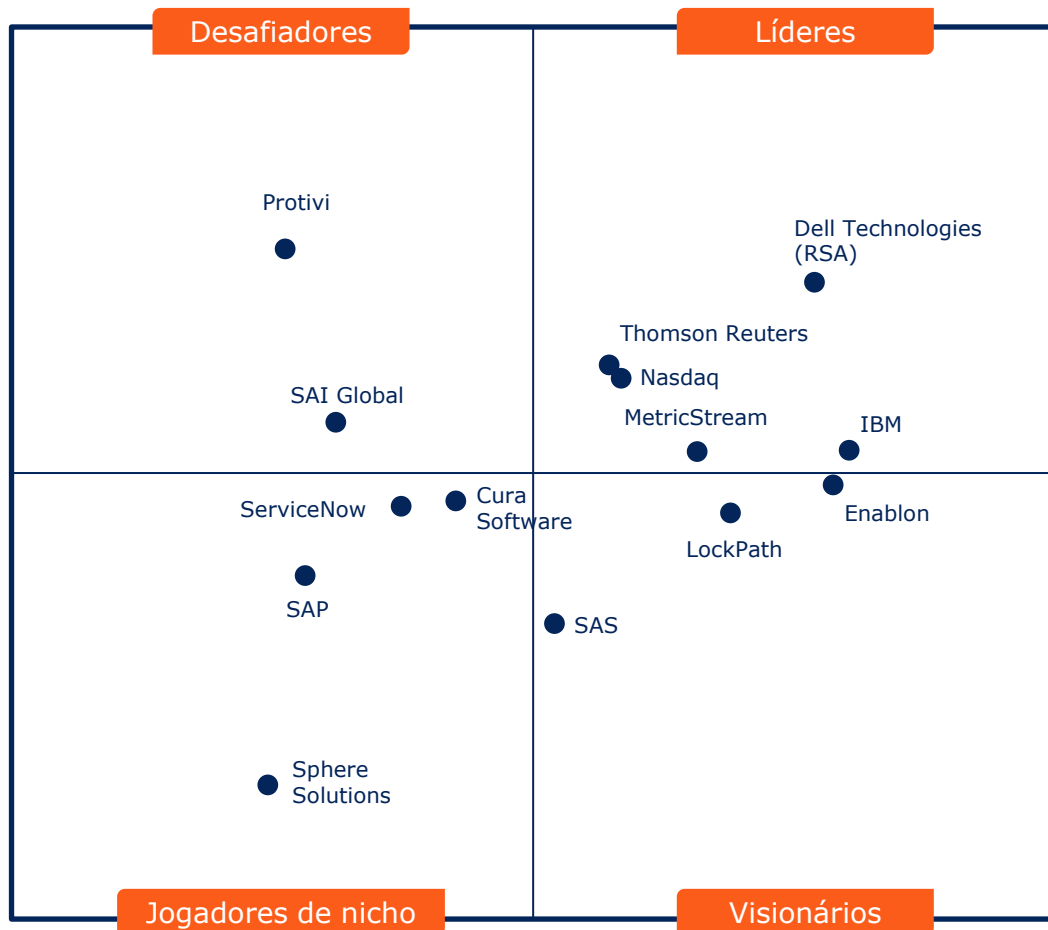 Desafiadores
Líderes
Protivi
Dell Technologies
(RSA)
Thomson Reuters
Nasdaq
SAI Global
MetricStream
IBM
ServiceNow
Cura
Software
Enablon
LockPath
SAP
SAS
Sphere
Solutions
Jogadores de nicho
Visionários